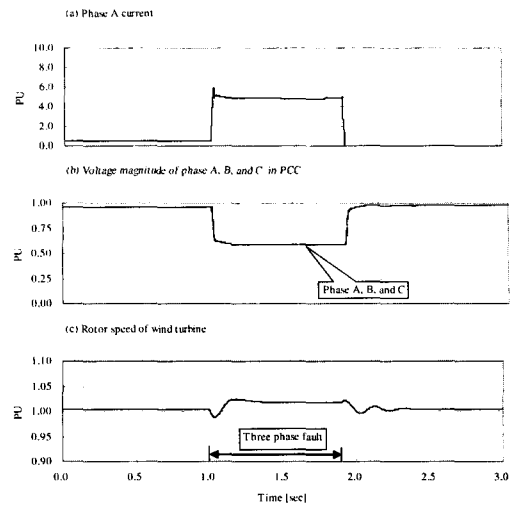 (a) Phase A current
10.0
8.0
6.0
4.0
2.0
0.0
PU
(b) Voltage magnitude of phase A, B, and C in PCC
1.00
0.75
0.50
0.25
0.00
PU
Phase A, B, and C
(c) Rotor speed of wind turbine
1.10
1.05
1.00
0.95
0.90
PU
Three phase fault
0.0 0.5 1.0 1.5 2.0 2.5 3.0
Time [sec]